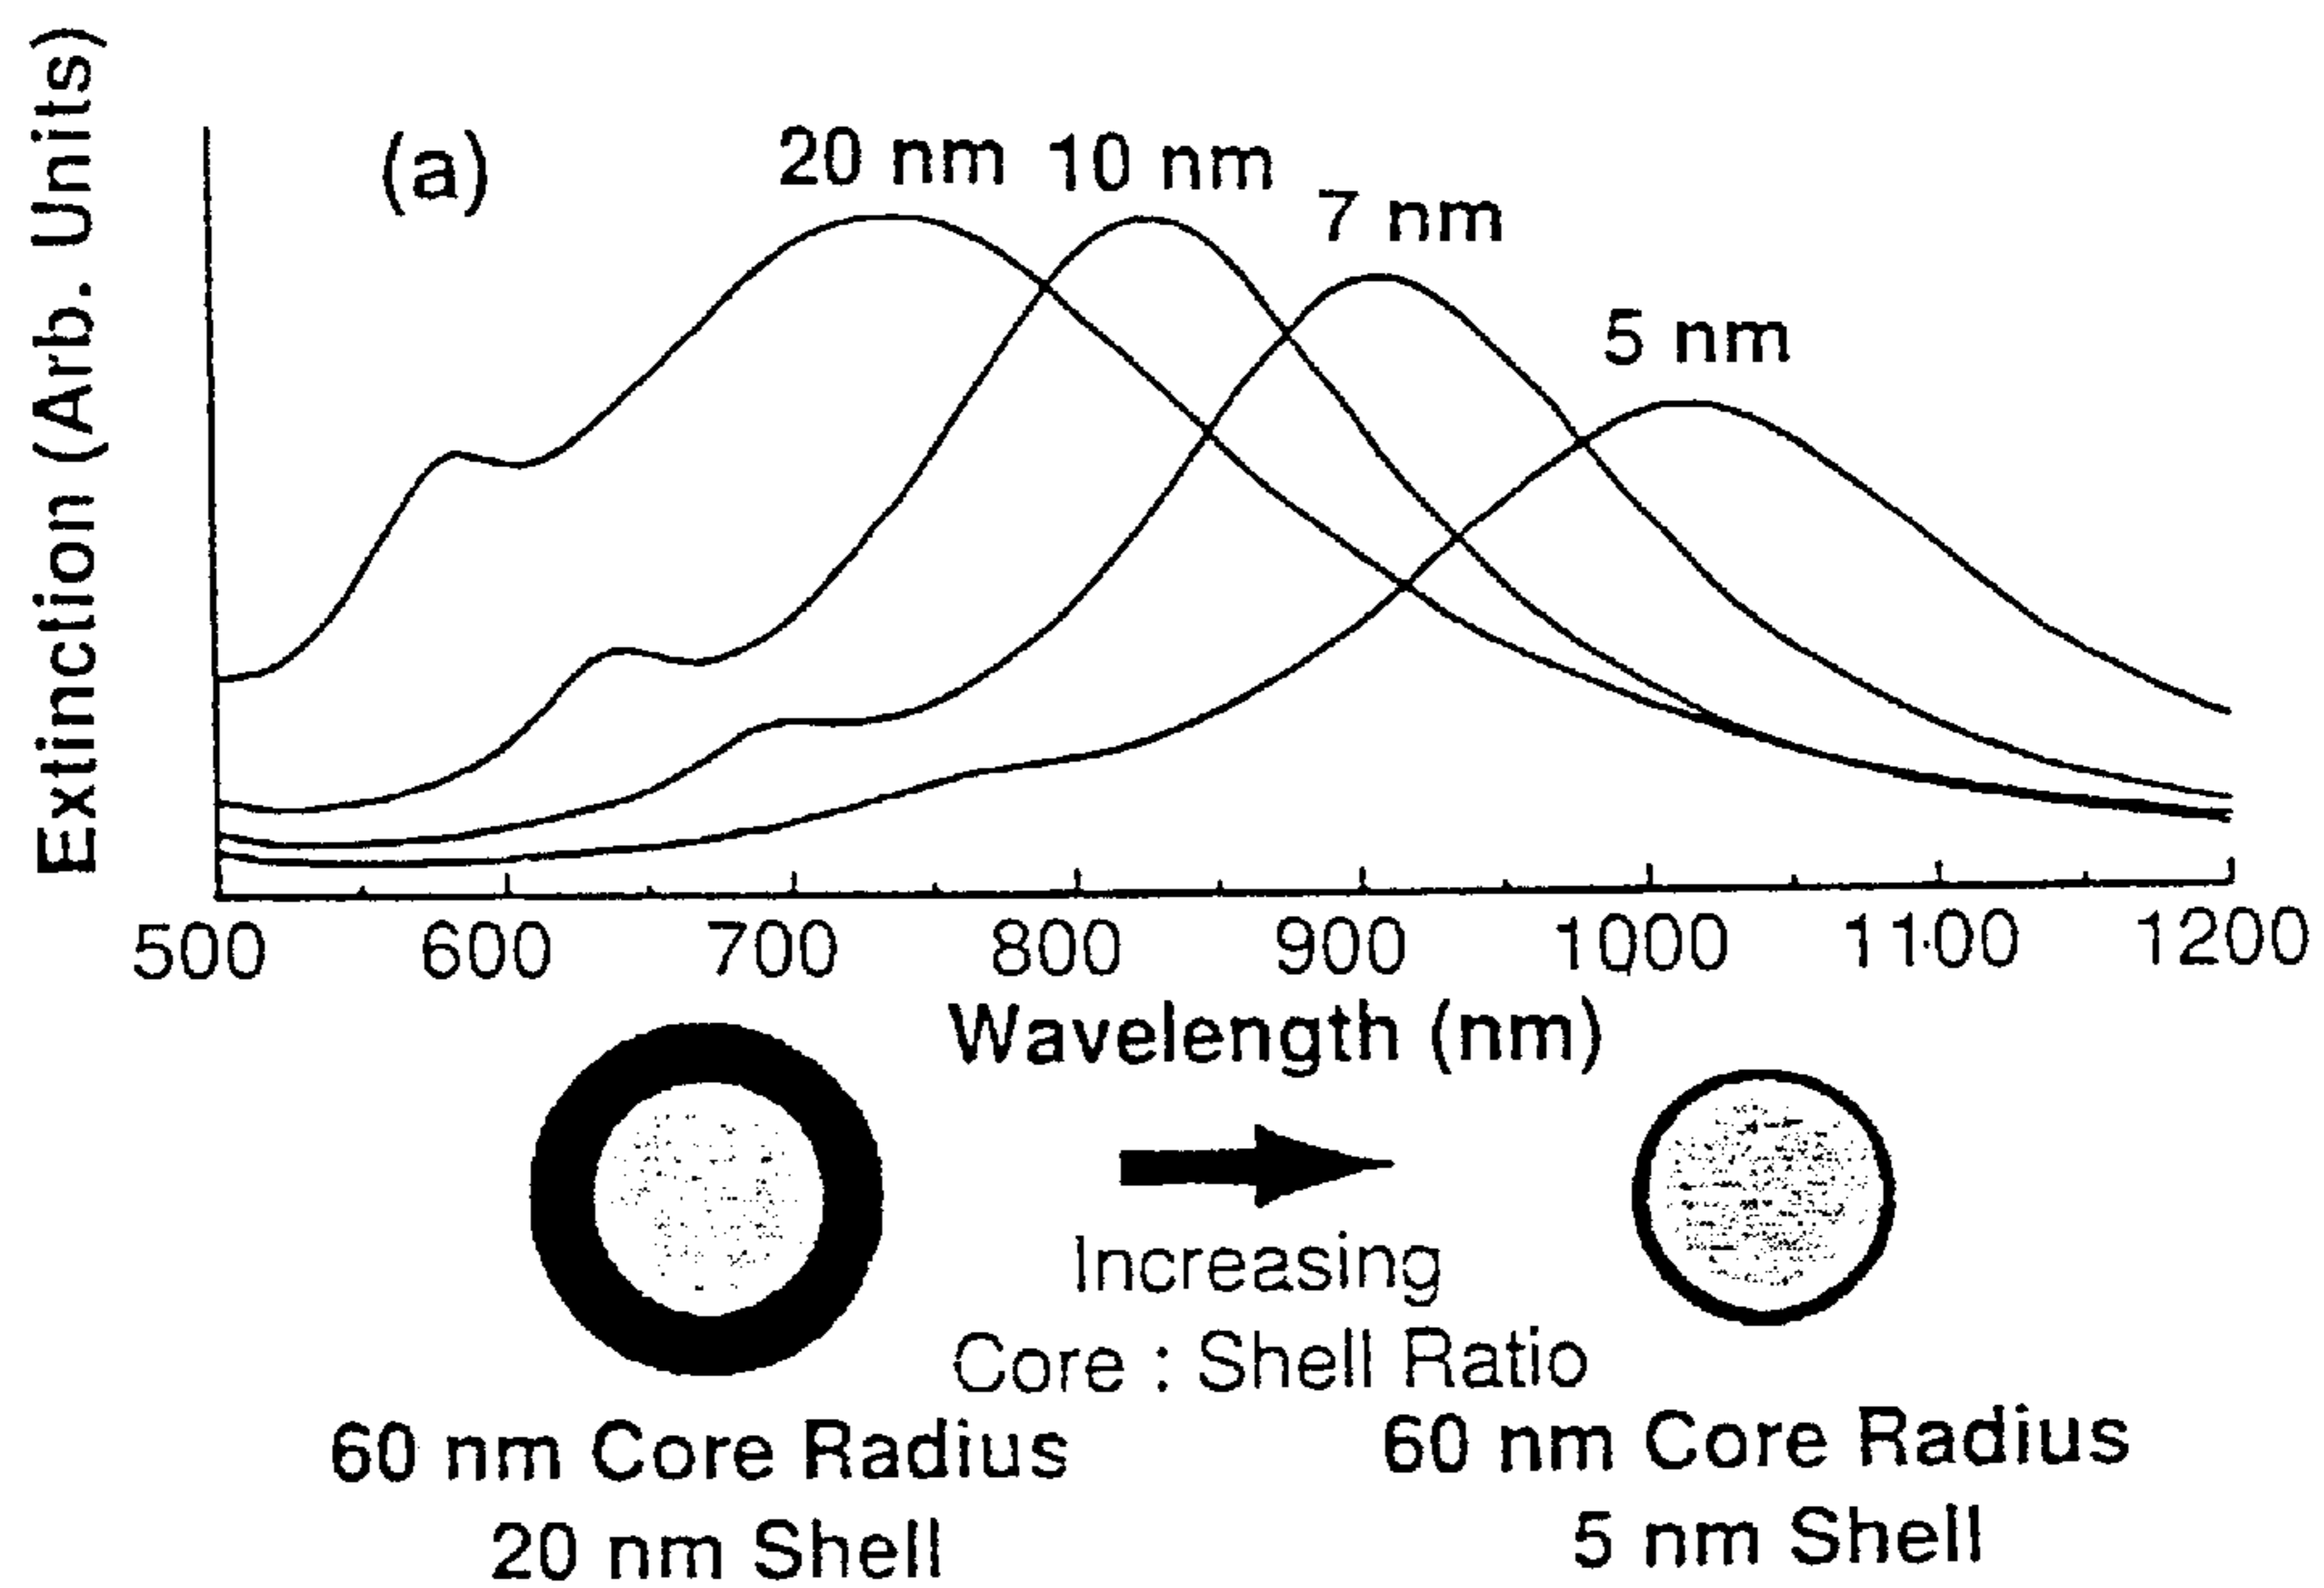 Extinction (Arb. Units)
(a)
20 nm
10 nm
7 nm
5 nm
500 600 700 800 900 1000 1100 1200
Wavelength (nm)
Increasing
Core : Shell Ratio
60 nm Core Radius
20 nm Shell
60 nm Core Radius
5 nm Shell